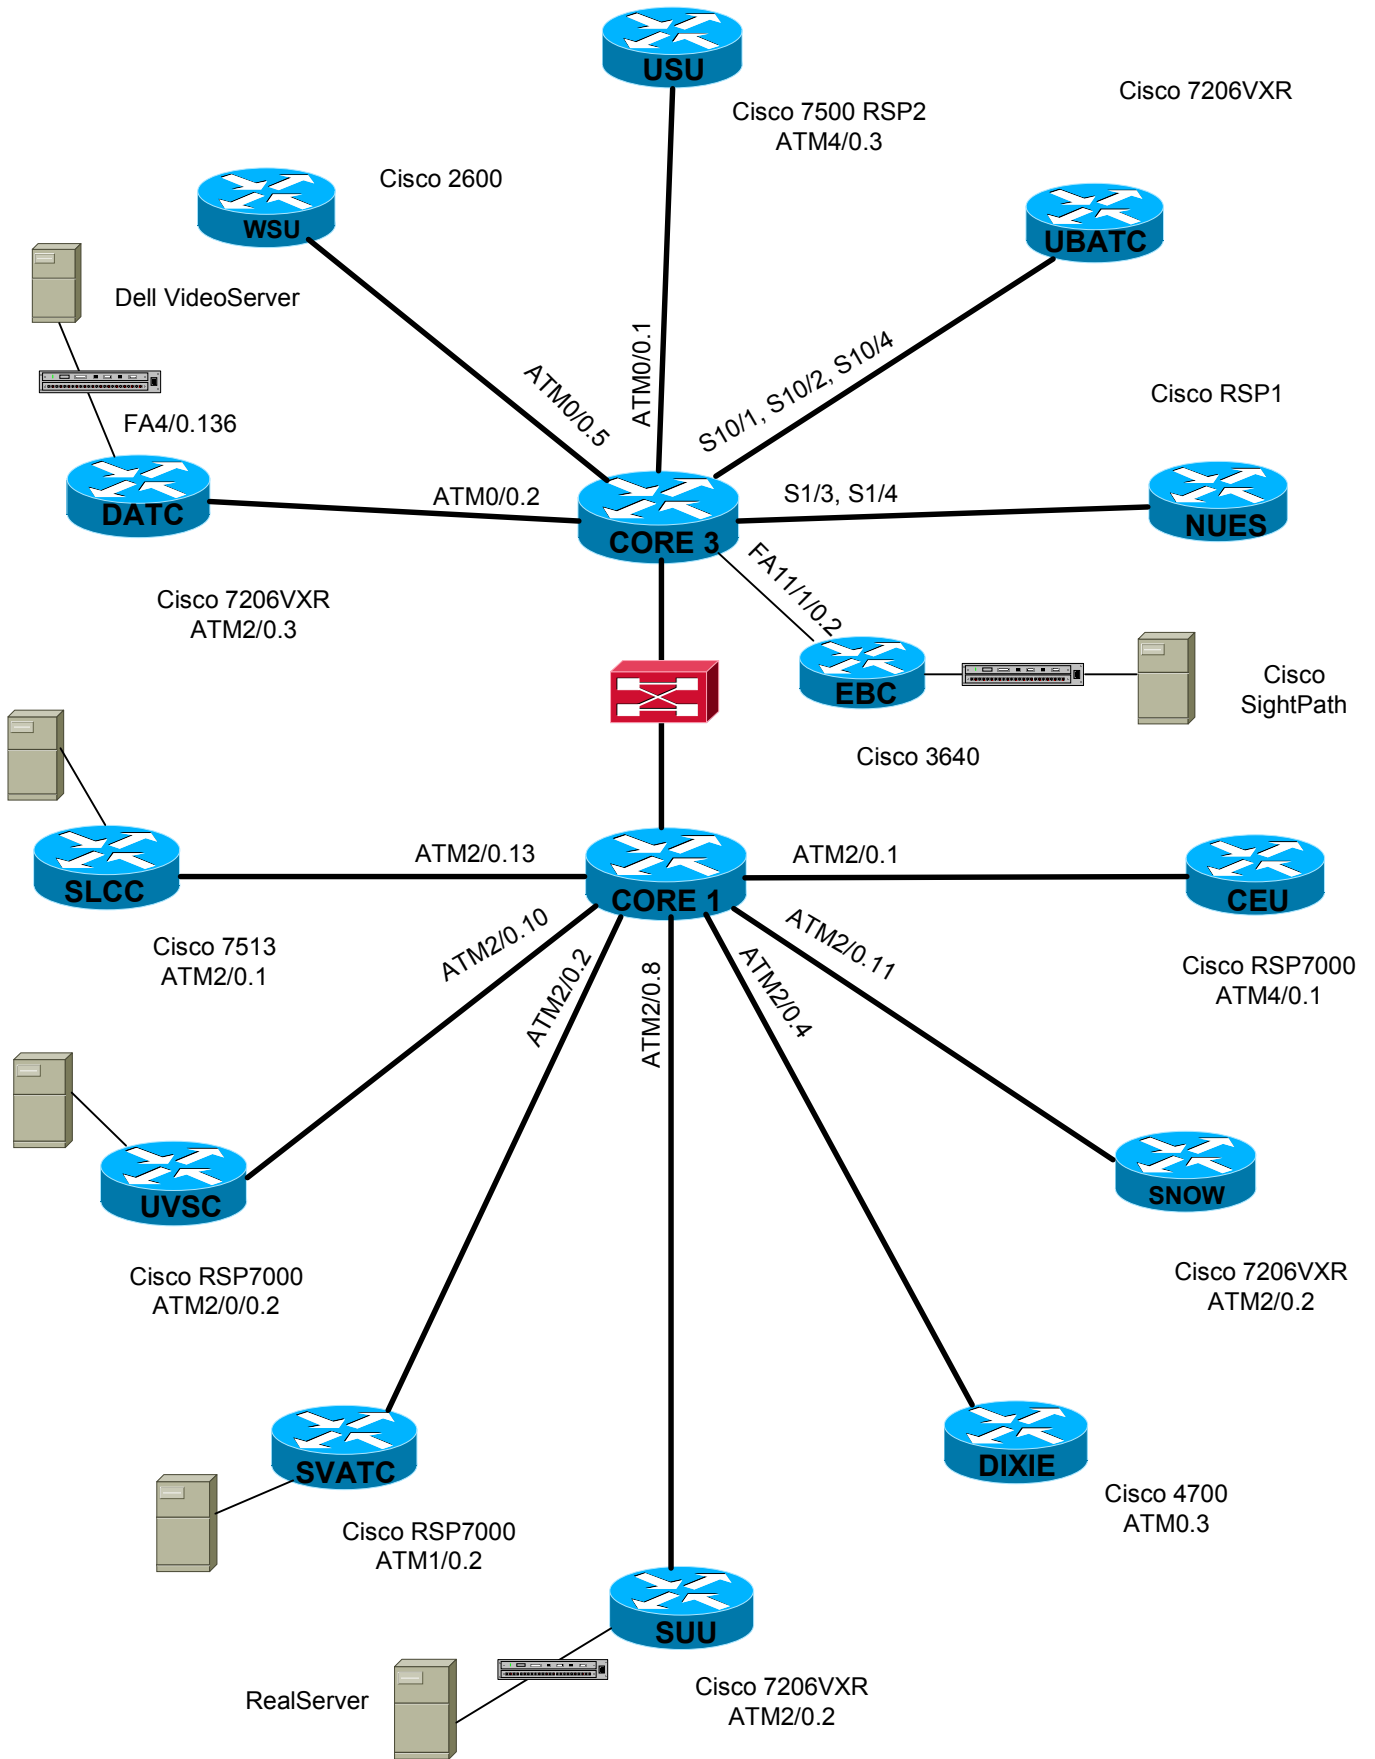 USU
Cisco 7500 RSP2
ATM4/0.3
Cisco 7206VXR
Cisco 2600
WSU
UBATC
Dell VideoServer
ATM0/0.1
S10/1, S10/2, S10/4
ATM0/0.5
Cisco RSP1
FA4/0.136
ATM0/0.2
S1/3, S1/4
DATC
CORE 3
NUES
FA11/1/0.2
Cisco 7206VXR
ATM2/0.3
EBC
Cisco
SightPath
Cisco 3640
ATM2/0.13
ATM2/0.1
SLCC
CORE 1
CEU
Cisco 7513
ATM2/0.1
ATM2/0.10
ATM2/0.2
ATM2/0.8
ATM2/0.4
ATM2/0.11
Cisco RSP7000
ATM4/0.1
UVSC
SNOW
Cisco RSP7000
ATM2/0/0.2
Cisco 7206VXR
ATM2/0.2
SVATC
DIXIE
Cisco 4700
ATM0.3
Cisco RSP7000
ATM1/0.2
SUU
RealServer
Cisco 7206VXR
ATM2/0.2